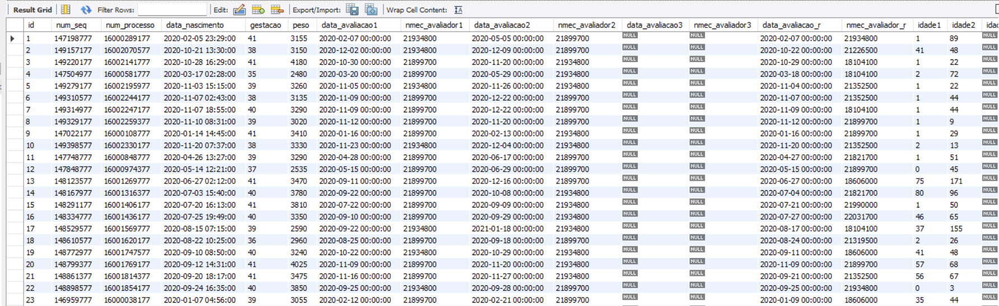 Result Grid Filter Rows: Edit: Export/Import: Wrap Cell Content: IA
id num_seq num_processo data_nascimento gestacao peso data_avaliacao1 nmec_avaliador1 data_avaliacao2 nmec_avaliador2 data_avaliacao3 nmec_avaliador3 data_avaliacao_r nmec_avaliador_r idade1 idade2 idad
1 147198777 16000289177 2020-02-05 23:29:00 41 3155 2020-02-07 00:00:00 21934800 2020-05-05 00:00:00 21899700 NULL NULL 2020-02-07 00:00:00 21934800 1 89 NULL
2 149157177 16002070577 2020-10-21 13:30:00 38 3150 2020-12-02 00:00:00 21934800 2020-12-09 00:00:00 21899700 NULL NULL 2020-10-22 00:00:00 21226500 41 48 NULL
3 149220177 16002141777 2020-10-28 16:29:00 41 4180 2020-10-30 00:00:00 21899700 2020-11-20 00:00:00 21934800 NULL NULL 2020-10-29 00:00:00 18104100 1 22 NULL
4 147504977 16000581777 2020-03-17 02:28:00 35 2480 2020-03-20 00:00:00 21899700 2020-05-29 00:00:00 21934800 NULL NULL 2020-03-18 00:00:00 18104100 2 72 NULL
5 149279177 16002195977 2020-11-03 15:15:00 39 3260 2020-11-05 00:00:00 21934800 2020-11-26 00:00:00 21934800 NULL NULL 2020-11-04 00:00:00 21352500 1 22 NULL
6 149310577 16002244177 2020-11-07 02:43:00 38 3135 2020-11-09 00:00:00 21899700 2020-12-22 00:00:00 21899700 NULL NULL 2020-11-07 00:00:00 21352500 1 44 NULL
7 149314977 16002247177 2020-11-07 18:55:00 40 3290 2020-11-09 00:00:00 21899700 2020-12-22 00:00:00 21899700 NULL NULL 2020-11-09 00:00:00 18104100 1 44 NULL
8 149329177 16002259377 2020-11-10 08:31:00 39 3020 2020-11-12 00:00:00 21899700 2020-11-20 00:00:00 21899700 NULL NULL 2020-11-12 00:00:00 21899700 1 9 NULL
9 147022177 16000108777 2020-01-14 14:45:00 41 3410 2020-01-16 00:00:00 21899700 2020-02-13 00:00:00 21934800 NULL NULL 2020-01-16 00:00:00 21899700 1 29 NULL
10 149398577 16002330177 2020-11-20 07:37:00 38 3330 2020-11-23 00:00:00 21934800 2020-12-04 00:00:00 21934800 NULL NULL 2020-11-20 00:00:00 21352500 2 13 NULL
11 147748777 16000848777 2020-04-26 13:27:00 39 3290 2020-04-28 00:00:00 21899700 2020-06-17 00:00:00 21899700 NULL NULL 2020-04-27 00:00:00 21821700 1 51 NULL
12 147848777 16000974377 2020-05-14 12:21:00 37 2535 2020-05-15 00:00:00 21899700 2020-06-29 00:00:00 21899700 NULL NULL 2020-05-15 00:00:00 21899700 0 45 NULL
13 148123577 16001269777 2020-06-27 02:12:00 41 3470 2020-09-11 00:00:00 21899700 2020-12-16 00:00:00 21899700 NULL NULL 2020-06-27 00:00:00 18606000 75 171 NULL
14 148167977 16001316377 2020-07-03 15:40:00 40 3780 2020-09-22 00:00:00 21899700 2020-10-08 00:00:00 21934800 NULL NULL 2020-07-04 00:00:00 21821700 80 96 NULL
15 148291177 16001406177 2020-07-20 16:13:00 41 3810 2020-07-22 00:00:00 21899700 2020-09-09 00:00:00 21934800 NULL NULL 2020-07-21 00:00:00 21990000 1 50 NULL
16 148334777 16001436177 2020-07-25 19:49:00 40 3350 2020-09-10 00:00:00 21899700 2020-09-29 00:00:00 21934800 NULL NULL 2020-07-27 00:00:00 22031700 46 65 NULL
17 148529577 16001569777 2020-08-15 07:15:00 39 2590 2020-09-22 00:00:00 21934800 2021-01-18 00:00:00 21934800 NULL NULL 2020-08-17 00:00:00 18104100 37 155 NULL
18 148610577 16001620177 2020-08-22 10:25:00 36 2960 2020-08-25 00:00:00 21934800 2020-09-18 00:00:00 21899700 NULL NULL 2020-08-24 00:00:00 21319500 2 26 NULL
19 148772977 16001747577 2020-09-10 08:50:00 40 3240 2020-10-22 00:00:00 21899700 2020-10-29 00:00:00 21934800 NULL NULL 2020-09-11 00:00:00 18606000 41 48 NULL
20 148799377 16001769177 2020-09-12 14:31:00 41 4025 2020-11-09 00:00:00 21899700 2020-11-20 00:00:00 21934800 NULL NULL 2020-11-09 00:00:00 21899700 57 68 NULL
21 148861377 16001814377 2020-09-20 18:17:00 41 3475 2020-11-16 00:00:00 21899700 2020-11-27 00:00:00 21934800 NULL NULL 2020-09-21 00:00:00 21352500 56 67 NULL
22 148898577 16001854177 2020-09-24 16:35:00 40 3850 2020-09-25 00:00:00 21934800 2020-09-28 00:00:00 21899700 NULL NULL 2020-09-25 00:00:00 21934800 0 3 NULL
23 146959777 16000038177 2020-01-07 04:56:00 39 3055 2020-02-12 00:00:00 21899700 2020-02-21 00:00:00 21899700 NULL NULL 2020-01-09 00:00:00 18606000 35 44 NULL